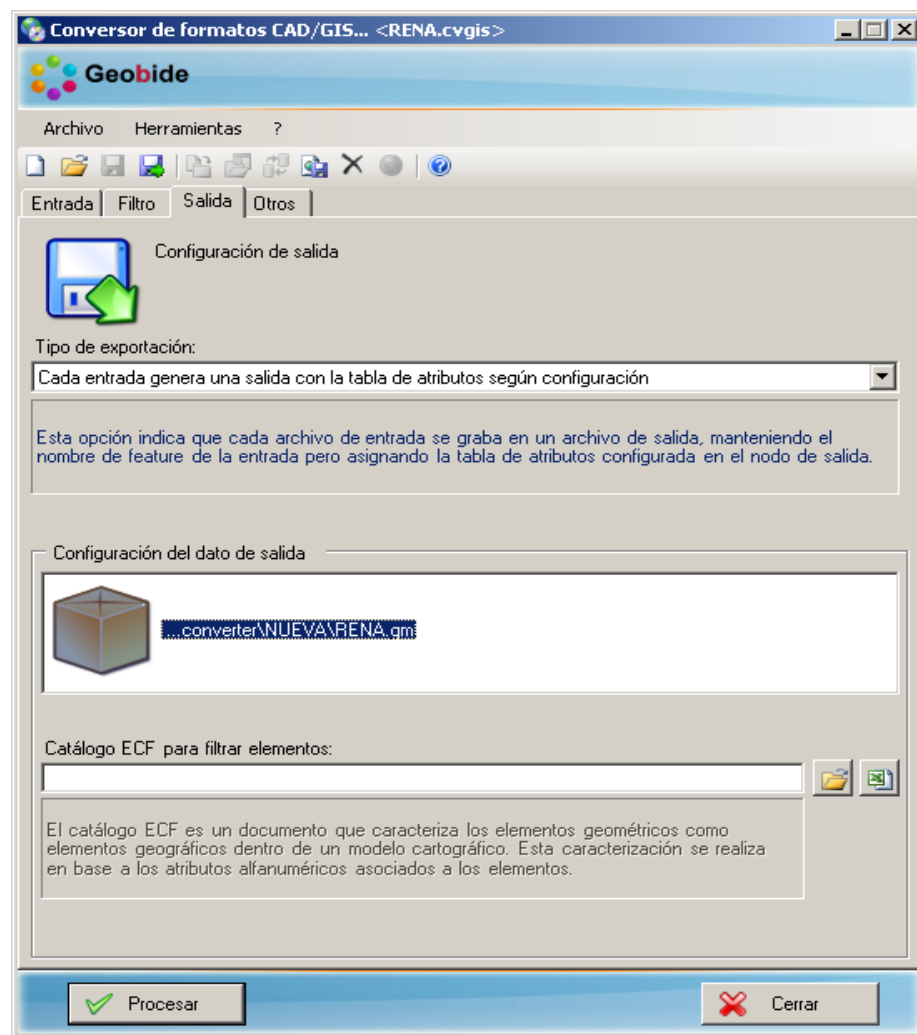 Conversor de formatos CAD/GIS... <RENA.cvgis>
Geobide
Archivo Herramientas ?
Entrada Filtro Salida Otros
Configuración de salida
Tipo de exportación:
Cada entrada genera una salida con la tabla de atributos según configuración
Esta opción indica que cada archivo de entrada se graba en un archivo de salida, manteniendo el
nombre de feature de la entrada pero asignando la tabla de atributos configurada en el nodo de salida.
Configuración del dato de salida
...converter\NUEVA\RENA.gm
Catálogo ECF para filtrar elementos:
El catálogo ECF es un documento que caracteriza los elementos geométricos como
elementos geográficos dentro de un modelo cartográfico. Esta caracterización se realiza
en base a los atributos alfanuméricos asociados a los elementos.
Procesar Cerrar